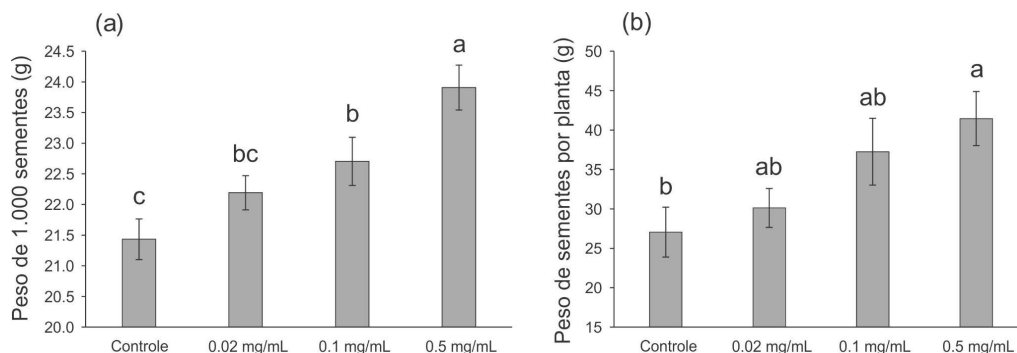 (a)
Peso de 1.000 sementes (g)
24.5
24.0
23.5
23.0
22.5
22.0
21.5
21.0
20.5
20.0
c
bc
b
a
Controle
0.02 mg/mL
0.1 mg/mL
0.5 mg/mL
(b)
Peso de sementes por planta (g)
50
45
40
35
30
25
20
15
b
ab
ab
a
Controle
0.02 mg/mL
0.1 mg/mL
0.5 mg/mL